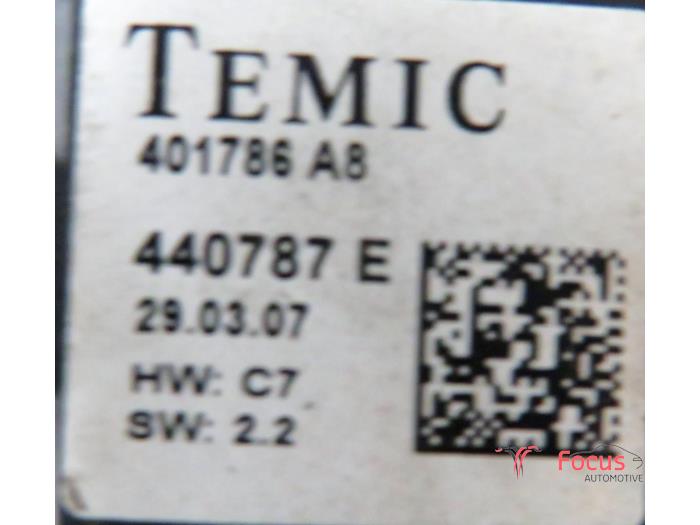 TEMIC
401786 A8
440787 E
29.03.07
HW: C7
SW: 2.2
Focus
AUTOMOTIVE